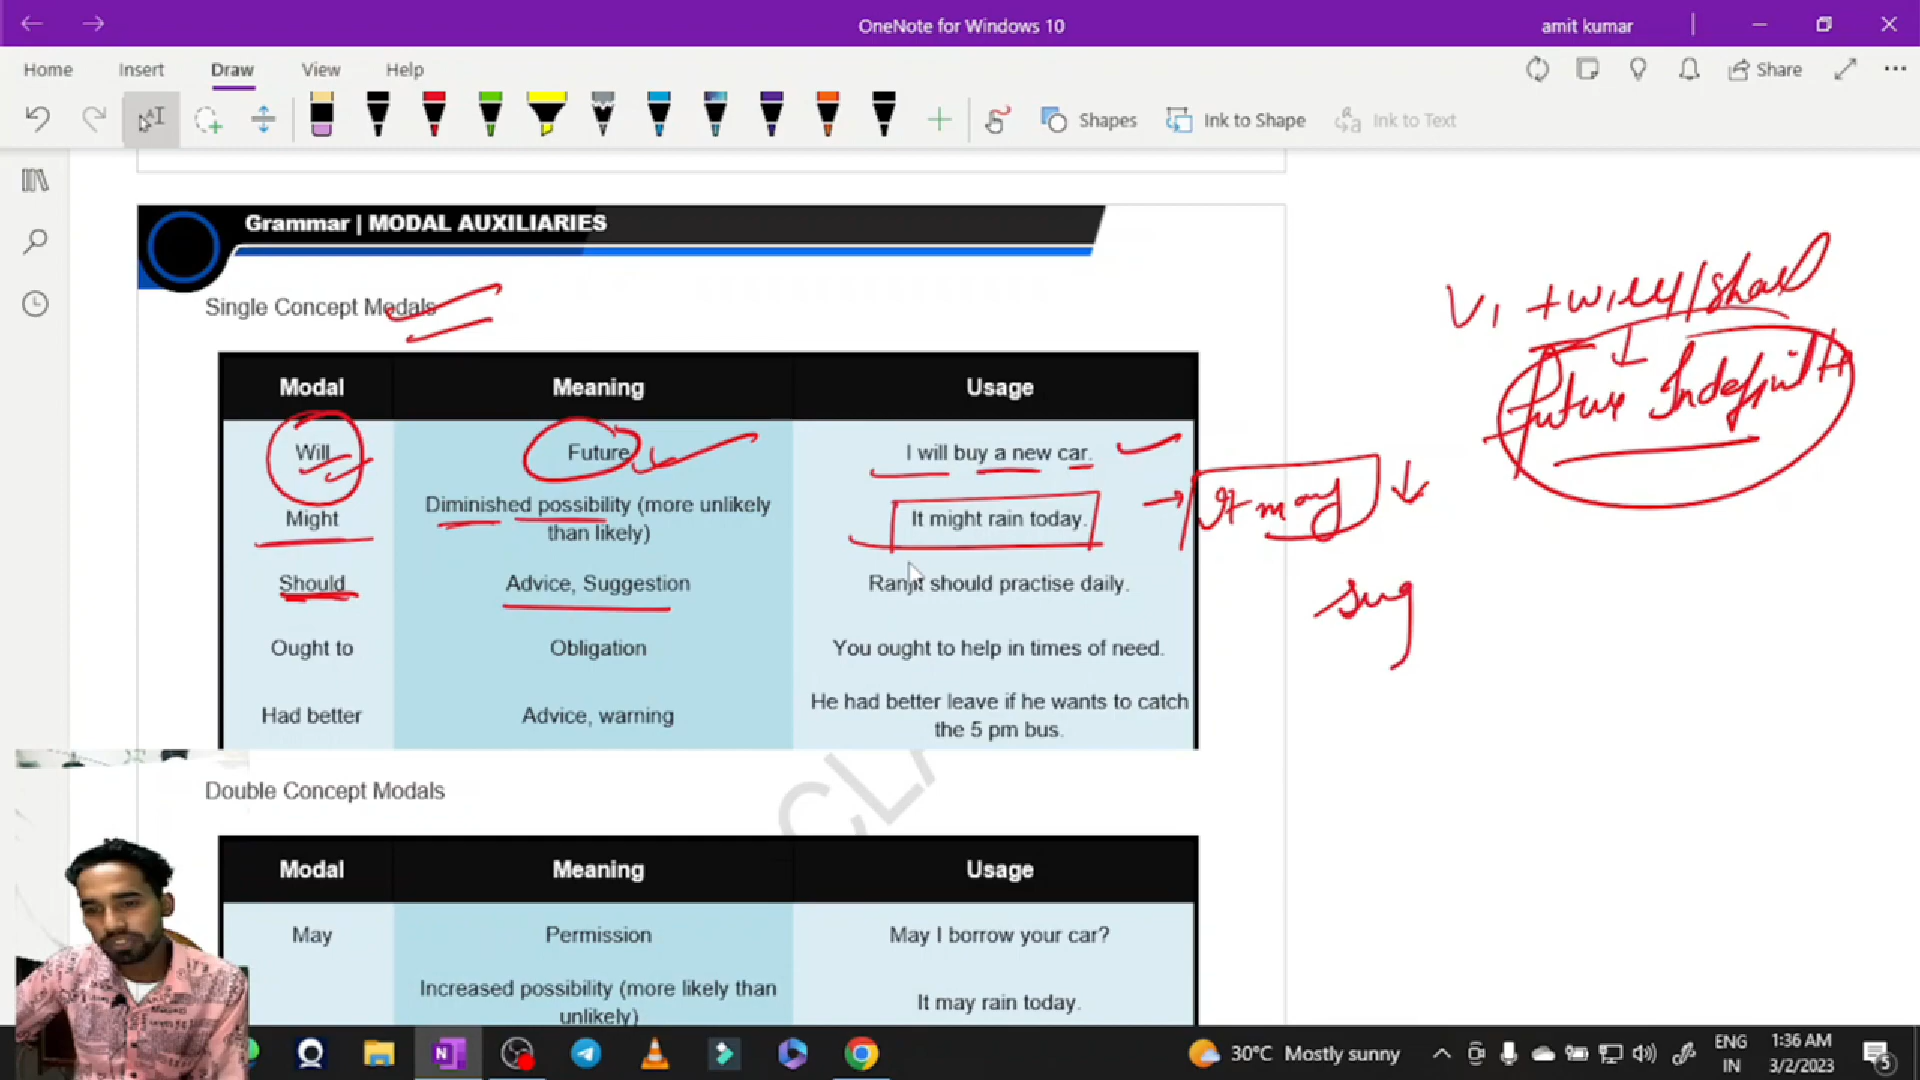 OneNote for Windows 10
amit kumar
Home Insert Draw View Help
Share
Shapes Ink to Shape Ink to Text
Grammar | MODAL AUXILIARIES
Single Concept Modals
V1 + will/shall
Future Indefinite
Modal Meaning Usage
Will Future I will buy a new car.
Might Diminished possibility (more unlikely than likely) It might rain today.
It may
Should Advice, Suggestion Ranjit should practise daily.
sug
Ought to Obligation You ought to help in times of need.
Had better Advice, warning He had better leave if he wants to catch the 5 pm bus.
Double Concept Modals
Modal Meaning Usage
May Permission May I borrow your car?
Increased possibility (more likely than unlikely) It may rain today.
30°C Mostly sunny
ENG
IN
1:36 AM
3/2/2023
5